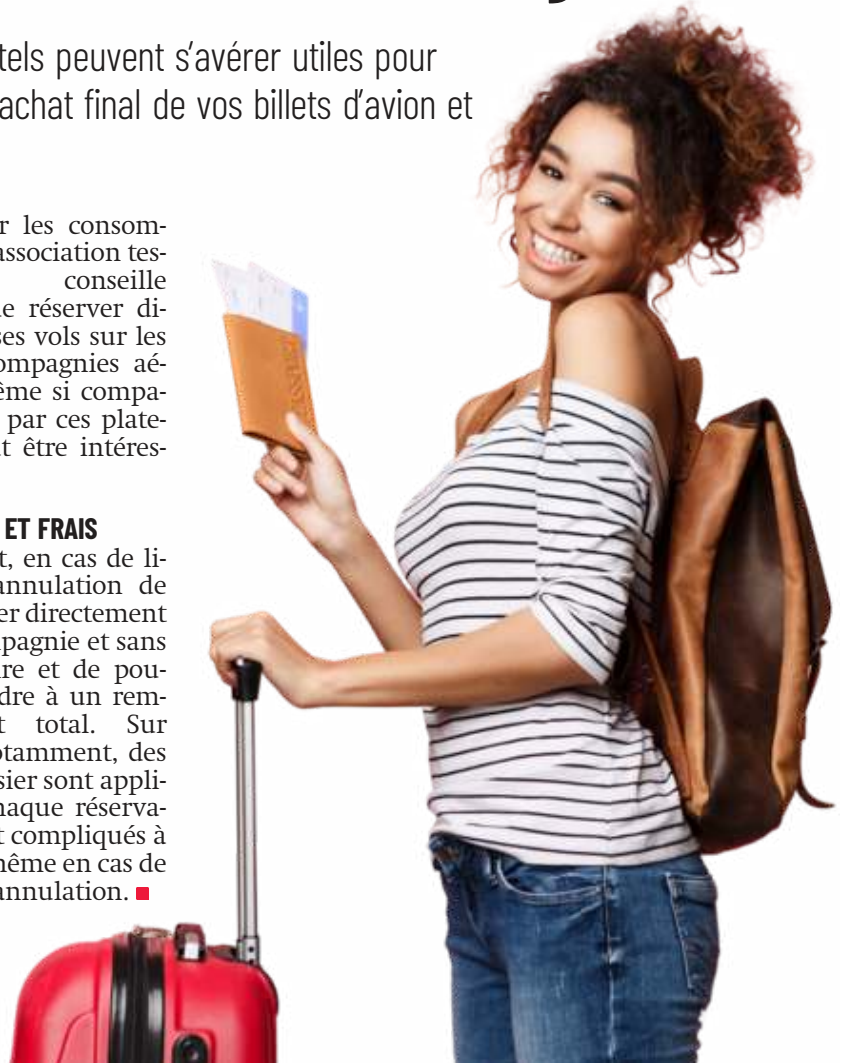 tels peuvent s’avérer utiles pour
achat final de vos billets d’avion et
r les consom-
association tes-
conseille
e réserver di-
ses vols sur les
ompagnies aé-
ême si compa-
par ces plate-
t être intéres-
ET FRAIS
t, en cas de li-
annulation de
er directement
pagnie et sans
re et de pou-
dre à un rem-
t total. Sur
otamment, des
sier sont appli-
haque réserva-
t compliqués à
même en cas de
annulation.